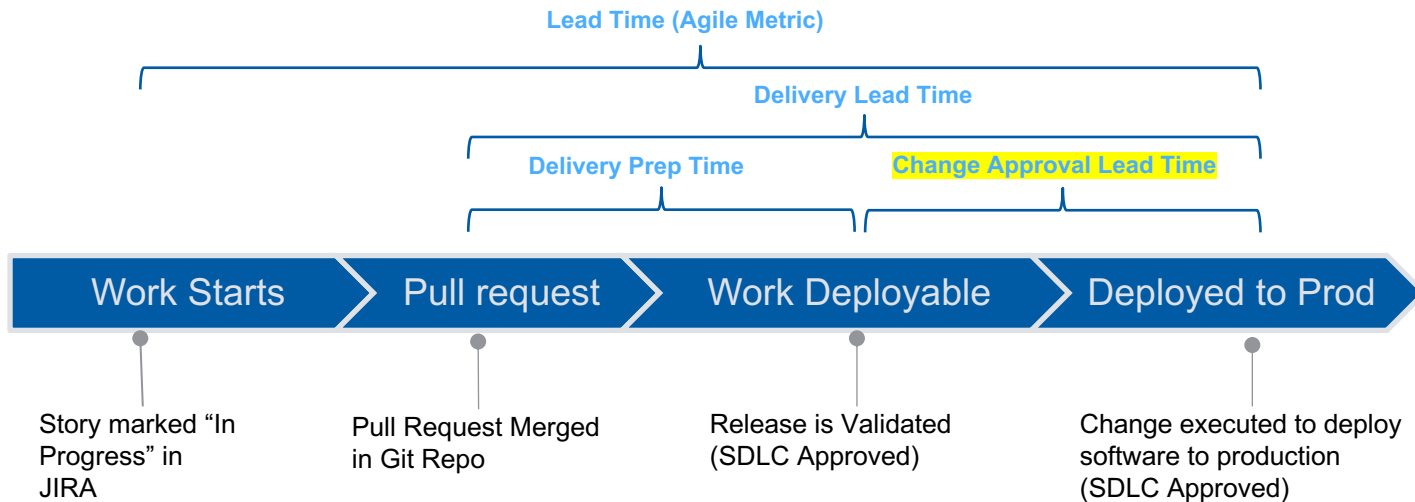 Lead Time (Agile Metric)
Delivery Lead Time
Delivery Prep Time
Change Approval Lead Time
Work Starts
Pull request
Work Deployable
Deployed to Prod
Story marked “In
Progress” in
JIRA
Pull Request Merged
in Git Repo
Release is Validated
(SDLC Approved)
Change executed to deploy
software to production
(SDLC Approved)